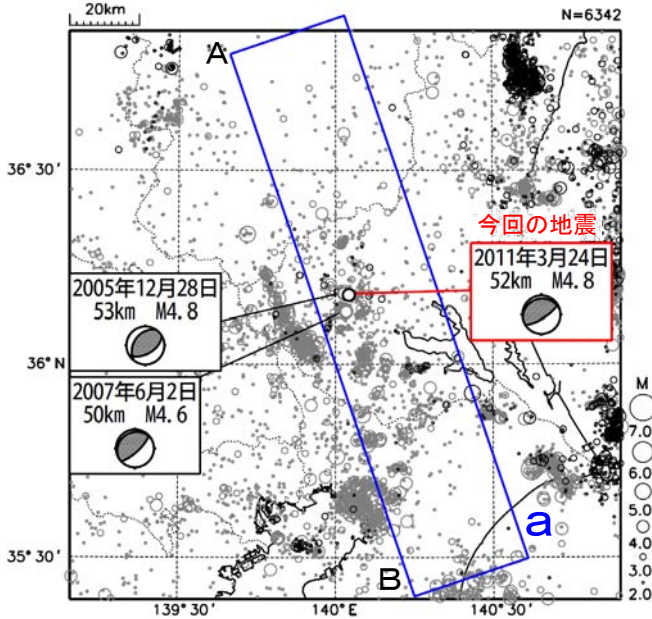 20km
N=6342
A
36°30′
今回の地震
2011年3月24日
52km M4.8
2005年12月28日
53km M4.8
36°N
2007年6月2日
50km M4.6
M
7.0
6.0
5.0
4.0
3.0
2.0
a
35°30′
B
139°30′
140°E
140°30′